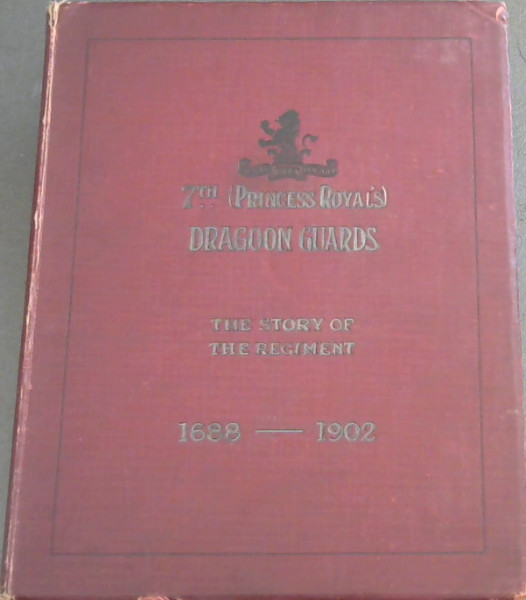 7TH (PRINCESS ROYAL'S)
DRAGOON GUARDS.
THE STORY OF
THE REGIMENT
1688 — 1902